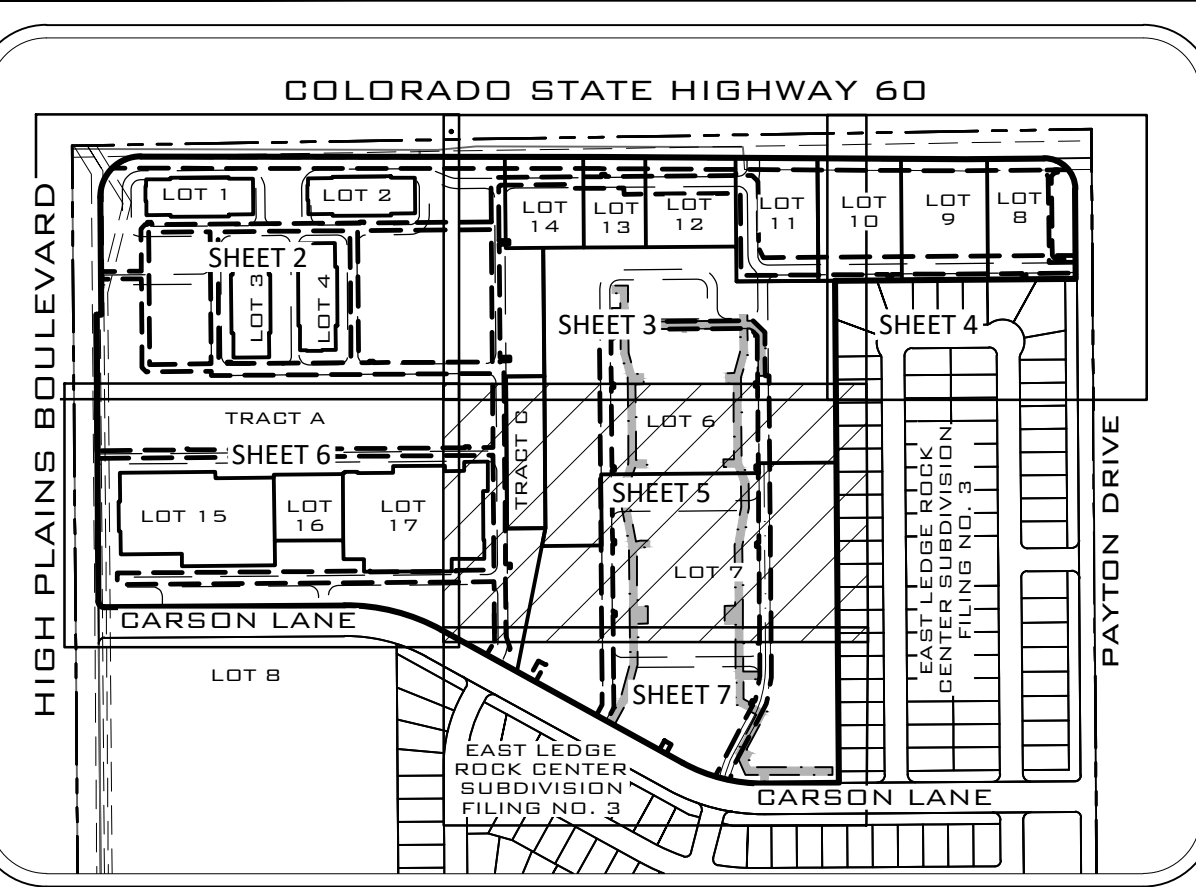 COLORADO STATE HIGHWAY 60
HIGH PLAINS BOULEVARD
LOT 1
LOT 2
LOT
14
LOT
13
LOT
12
LOT
11
LOT
10
LOT
9
LOT
8
SHEET 2
LOT 3
LOT 4
SHEET 3
SHEET 4
TRACT A
TRACT C
LOT 6
SHEET 6
SHEET 5
LOT 15
LOT
16
LOT
17
LOT 7
EAST LEDGE ROCK
CENTER SUBDIVISION
FILING NO. 3
PAYTON DRIVE
CARSON LANE
LOT 8
SHEET 7
EAST LEDGE
ROCK CENTER
SUBDIVISION
FILING NO. 3
CARSON LANE